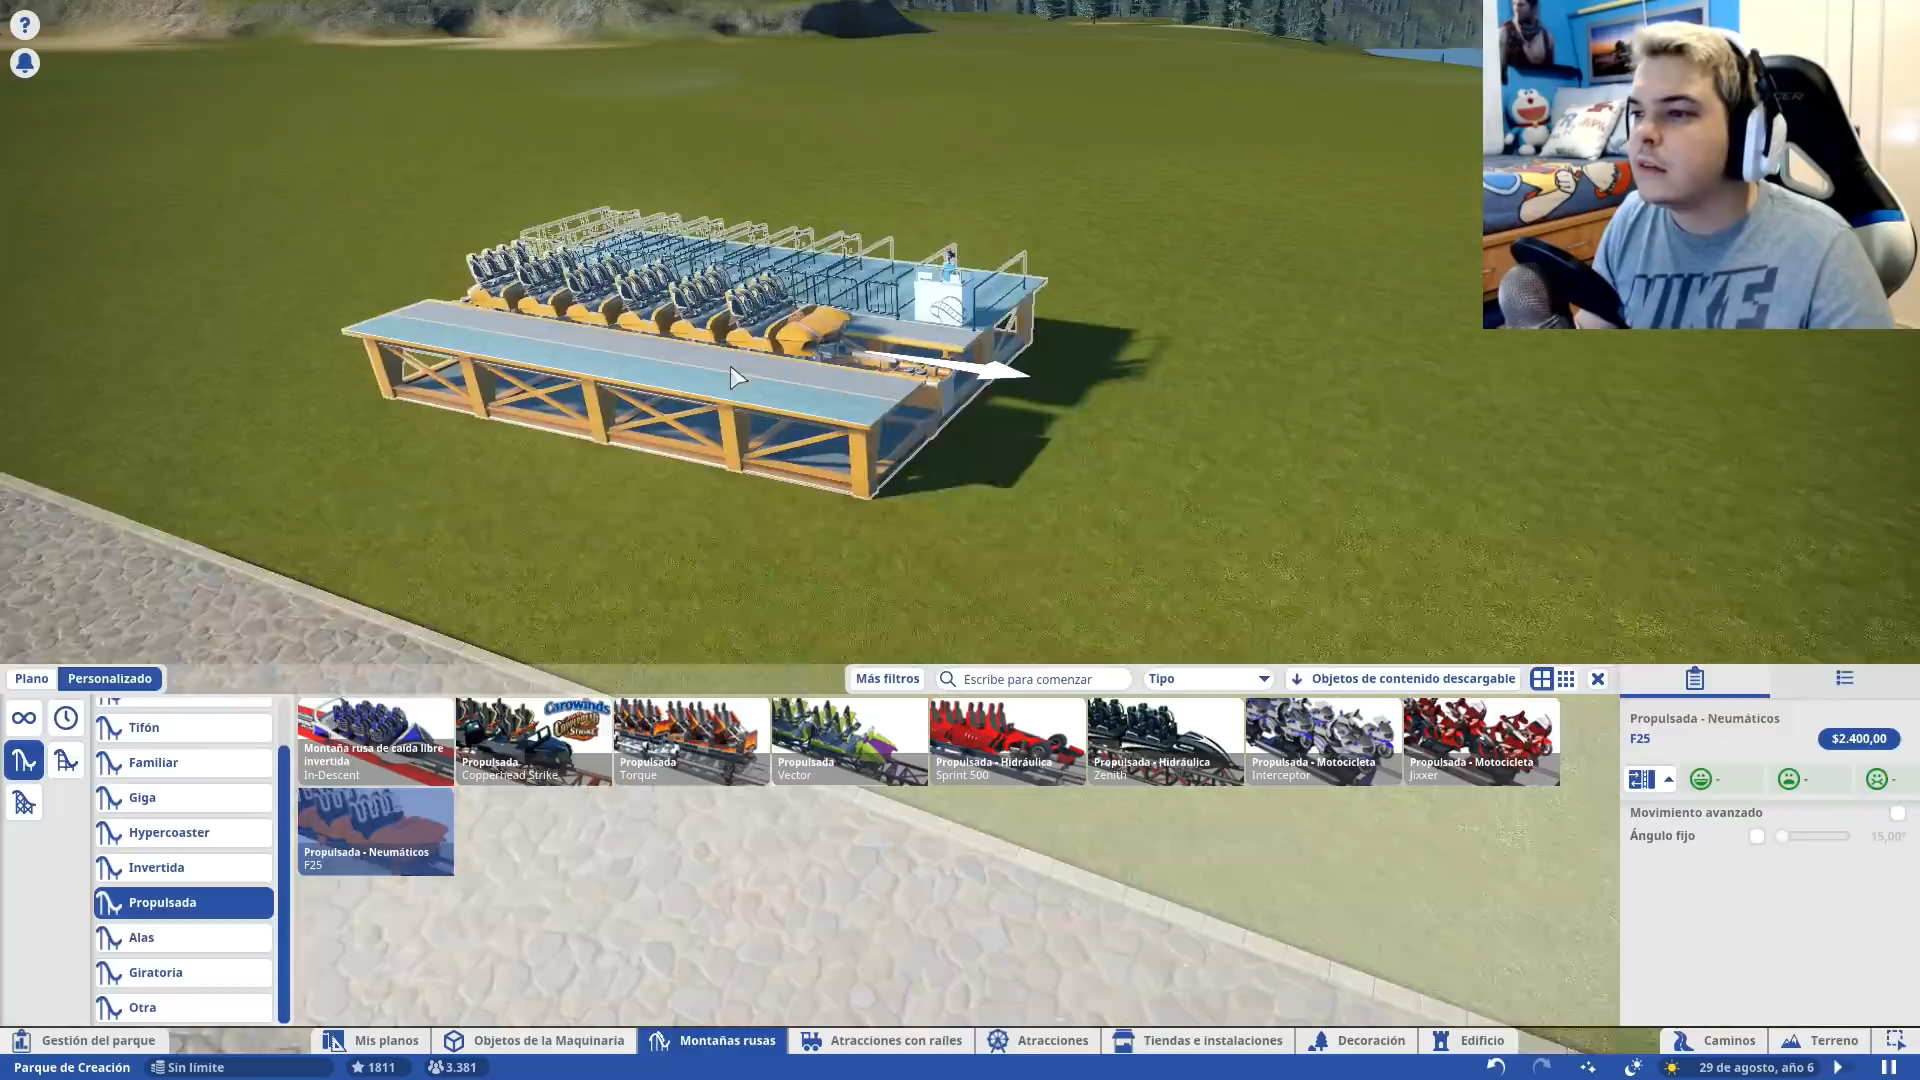 ?
NIKE
Plano
Personalizado
Más filtros
Escribe para comenzar
Tipo
Objetos de contenido descargable
Tifón
Familiar
Giga
Hypercoaster
Invertida
Propulsada
Alas
Giratoria
Otra
Montaña rusa de caída libre
invertida
In-Descent
Carowinds
COPPERHEAD
STRIKE
Propulsada
Copperhead Strike
Propulsada
Torque
Propulsada
Vector
Propulsada - Hidráulica
Sprint 500
Propulsada - Hidráulica
Zenith
Propulsada - Motocicleta
Interceptor
Propulsada - Motocicleta
Jixxer
Propulsada - Neumáticos
F25
Propulsada - Neumáticos
F25
$2.400,00
-
-
-
Movimiento avanzado
Ángulo fijo
15,00°
Gestión del parque
Mis planos
Objetos de la Maquinaria
Montañas rusas
Atracciones con raíles
Atracciones
Tiendas e instalaciones
Decoración
Edificio
Caminos
Terreno
Parque de Creación
Sin límite
1811
3.381
29 de agosto, año 6